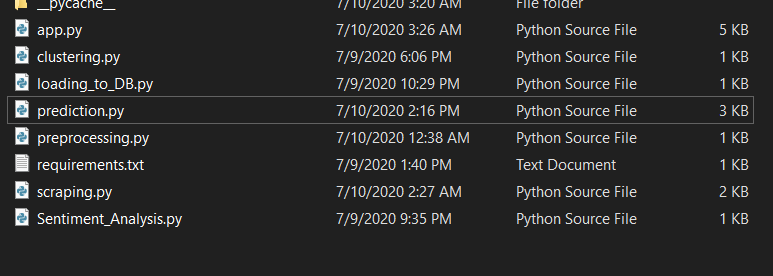 __pycache__ 7/10/2020 3:20 AM File folder
app.py 7/10/2020 3:26 AM Python Source File 5 KB
clustering.py 7/9/2020 6:06 PM Python Source File 1 KB
loading_to_DB.py 7/9/2020 10:29 PM Python Source File 1 KB
prediction.py 7/10/2020 2:16 PM Python Source File 3 KB
preprocessing.py 7/10/2020 12:38 AM Python Source File 1 KB
requirements.txt 7/9/2020 1:40 PM Text Document 1 KB
scraping.py 7/10/2020 2:27 AM Python Source File 2 KB
Sentiment_Analysis.py 7/9/2020 9:35 PM Python Source File 1 KB